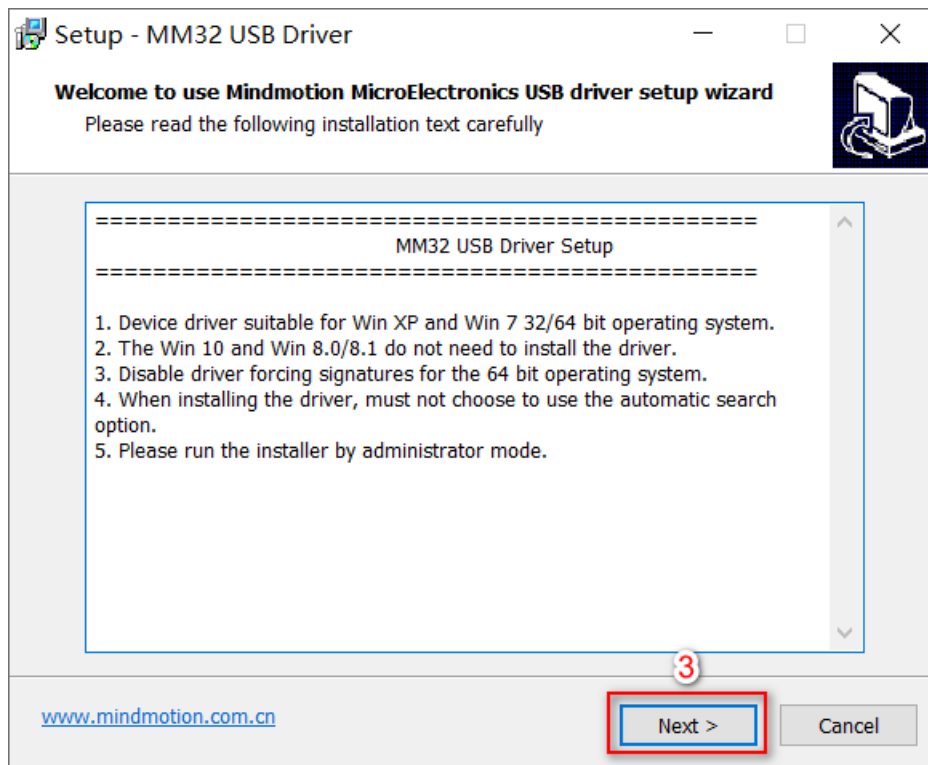 Setup - MM32 USB Driver
Welcome to use Mindmotion MicroElectronics USB driver setup wizard
Please read the following installation text carefully
==============================================
MM32 USB Driver Setup
==============================================
1. Device driver suitable for Win XP and Win 7 32/64 bit operating system.
2. The Win 10 and Win 8.0/8.1 do not need to install the driver.
3. Disable driver forcing signatures for the 64 bit operating system.
4. When installing the driver, must not choose to use the automatic search
option.
5. Please run the installer by administrator mode.
3
www.mindmotion.com.cn
Next >
Cancel